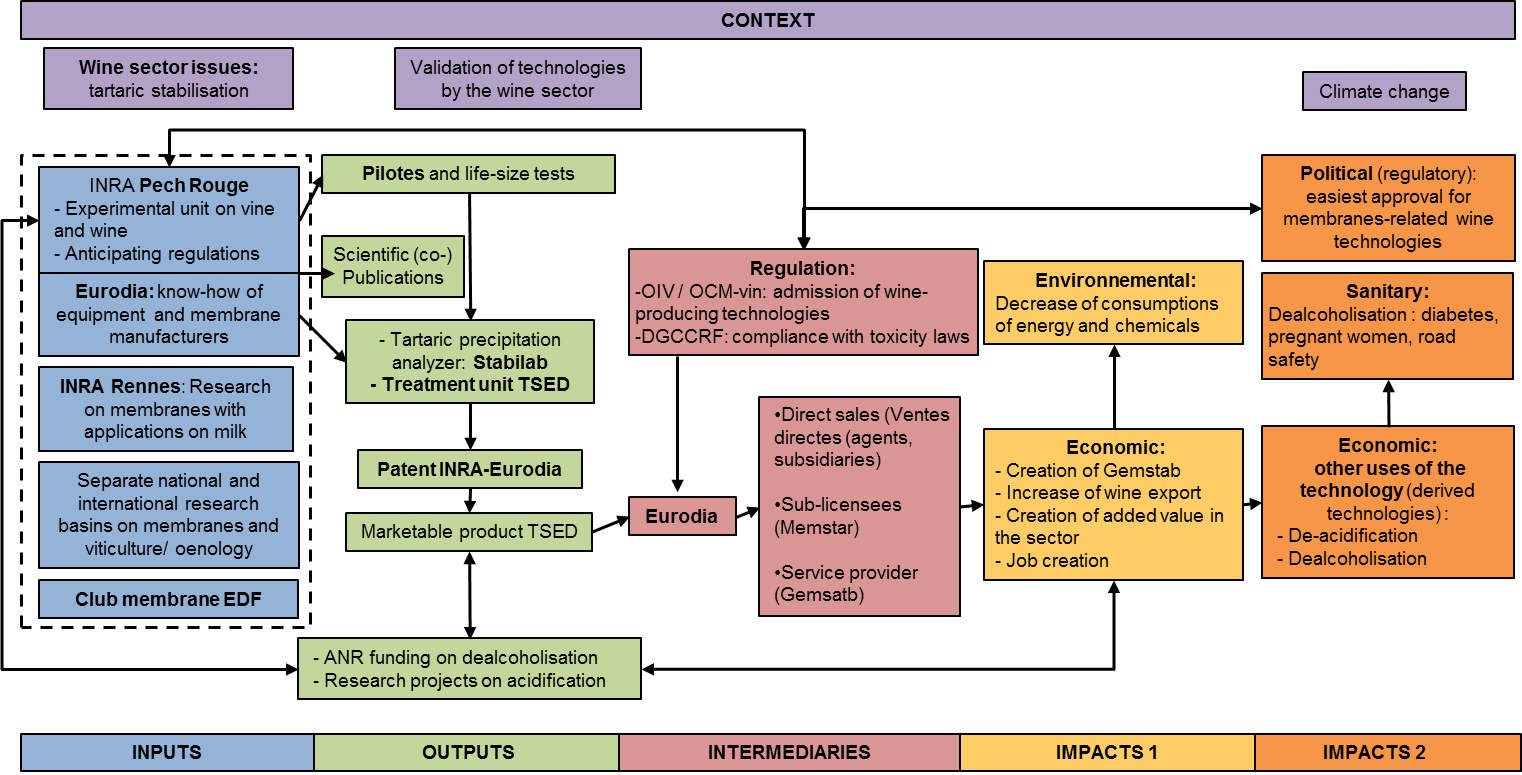 CONTEXT
Wine sector issues:
tartaric stabilisation
Validation of technologies
by the wine sector
Climate change
INRA Pech Rouge
- Experimental unit on vine
and wine
- Anticipating regulations
Eurodia: know-how of
equipment and membrane
manufacturers
INRA Rennes: Research
on membranes with
applications on milk
Separate national and
international research
basins on membranes and
viticulture/ oenology
Club membrane EDF
Pilotes and life-size tests
Scientific (co-)
Publications
- Tartaric precipitation
analyzer: Stabilab
- Treatment unit TSED
Patent INRA-Eurodia
Marketable product TSED
- ANR funding on dealcoholisation
- Research projects on acidification
Regulation:
-OIV / OCM-vin: admission of wine-
producing technologies
-DGCCRF: compliance with toxicity laws
Eurodia
•Direct sales (Ventes
directes (agents,
subsidiaries)
•Sub-licensees
(Memstar)
•Service provider
(Gemsatb)
Environnemental:
Decrease of consumptions
of energy and chemicals
Economic:
- Creation of Gemstab
- Increase of wine export
- Creation of added value in
the sector
- Job creation
Political (regulatory):
easiest approval for
membranes-related wine
technologies
Sanitary:
Dealcoholisation : diabetes,
pregnant women, road
safety
Economic:
other uses of the
technology (derived
technologies) :
- De-acidification
- Dealcoholisation
INPUTS
OUTPUTS
INTERMEDIARIES
IMPACTS 1
IMPACTS 2